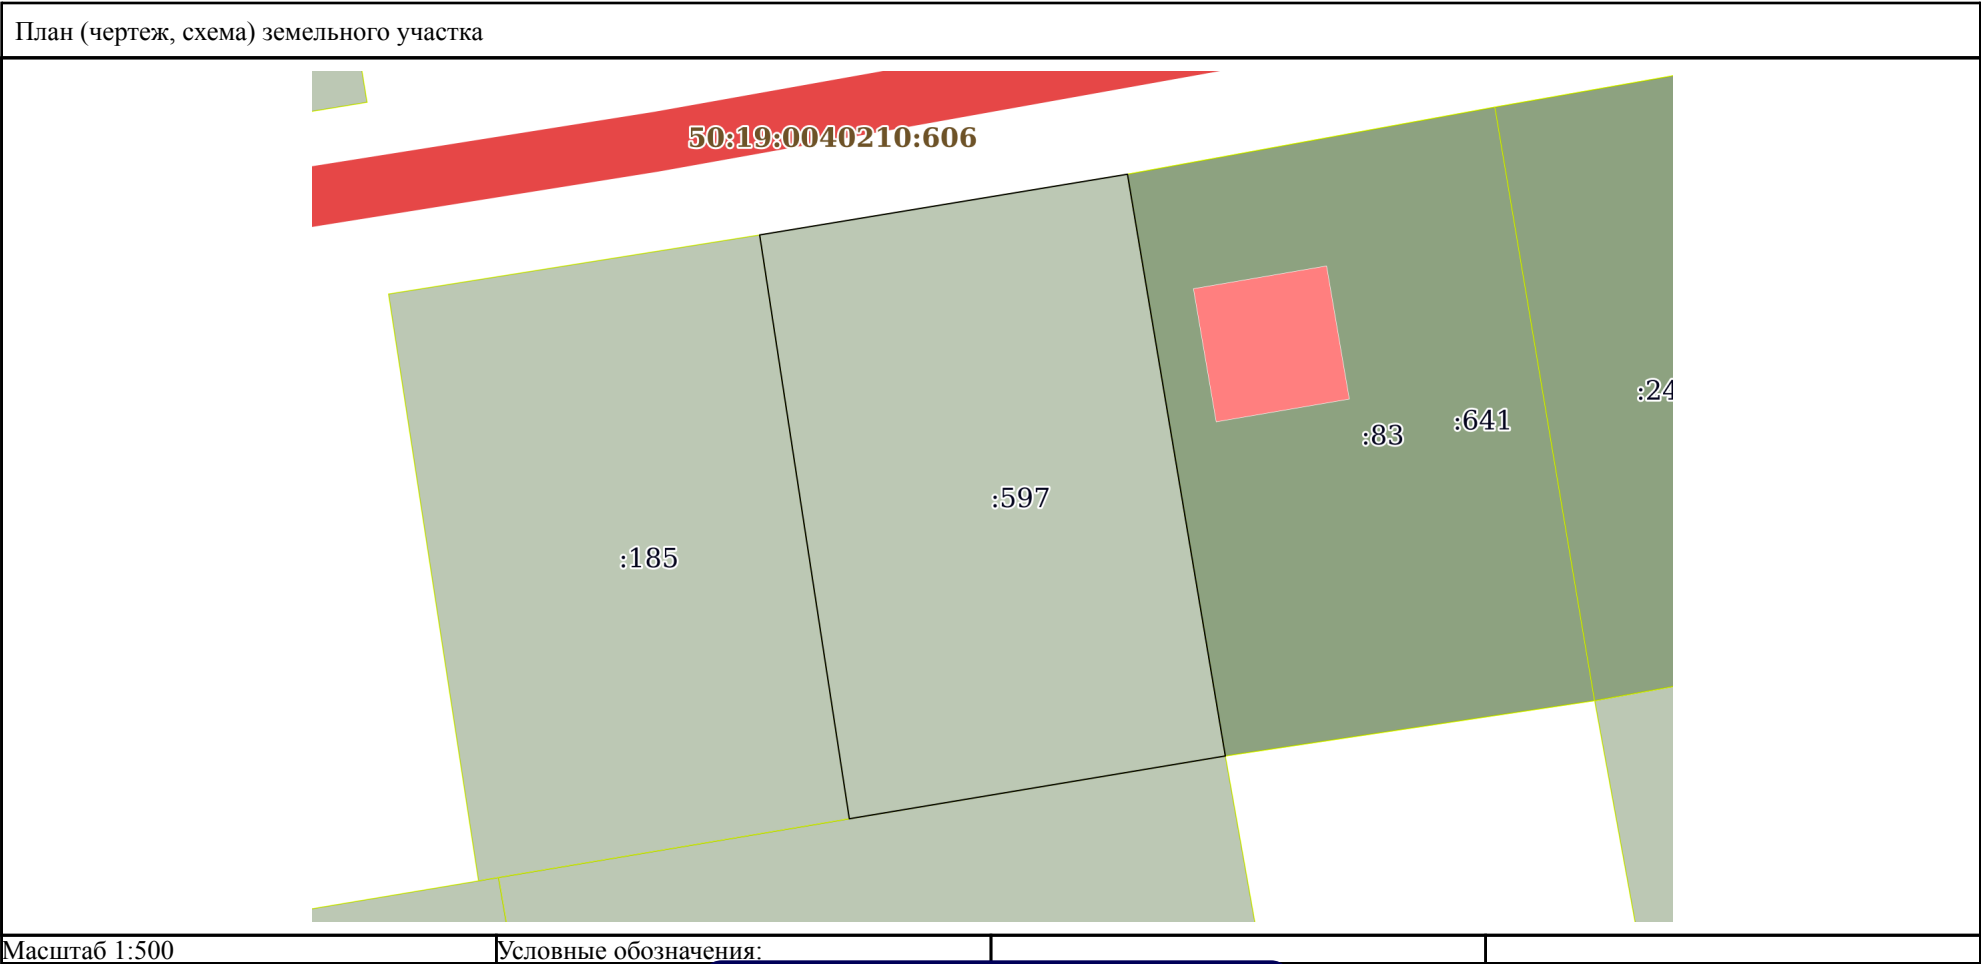 План (чертеж, схема) земельного участка
50:19:0040210:606
:24
:641
:83
:597
:185
Масштаб 1:500
Условные обозначения: